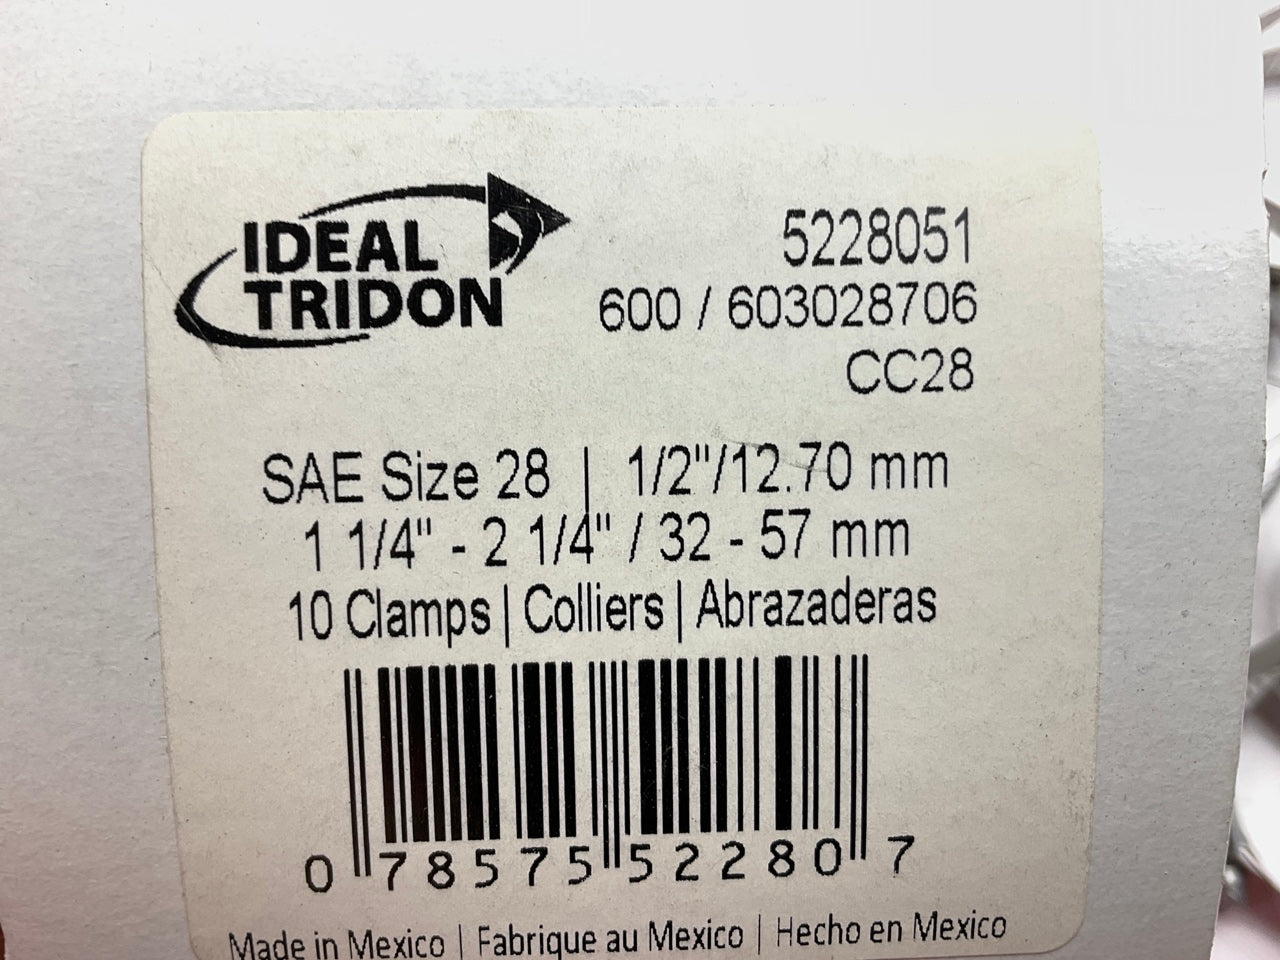 IDEAL
TRIDON
5228051
600 / 603028706
CC28
SAE Size 28 | 1/2"/12.70 mm
1 1/4" - 2 1/4" / 32 - 57 mm
10 Clamps | Colliers | Abrazaderas
0 78575 52280 7
Made in Mexico | Fabrique au Mexico | Hecho en Mexico